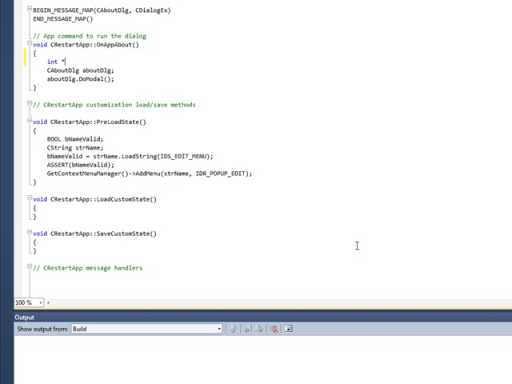 BEGIN_MESSAGE_MAP(CAboutDlg, CDialogEx)
END_MESSAGE_MAP()
// App command to run the dialog
void CRestartApp::OnAppAbout()
{
int *
CAboutDlg aboutDlg;
aboutDlg.DoModal();
}
// CRestartApp customization load/save methods
void CRestartApp::PreLoadState()
{
BOOL bNameValid;
CString strName;
bNameValid = strName.LoadString(IDS_EDIT_MENU);
ASSERT(bNameValid);
GetContextMenuManager()->AddMenu(strName, IDR_POPUP_EDIT);
}
void CRestartApp::LoadCustomState()
{
}
void CRestartApp::SaveCustomState()
{
}
// CRestartApp message handlers
100 %
Output
Show output from: Build